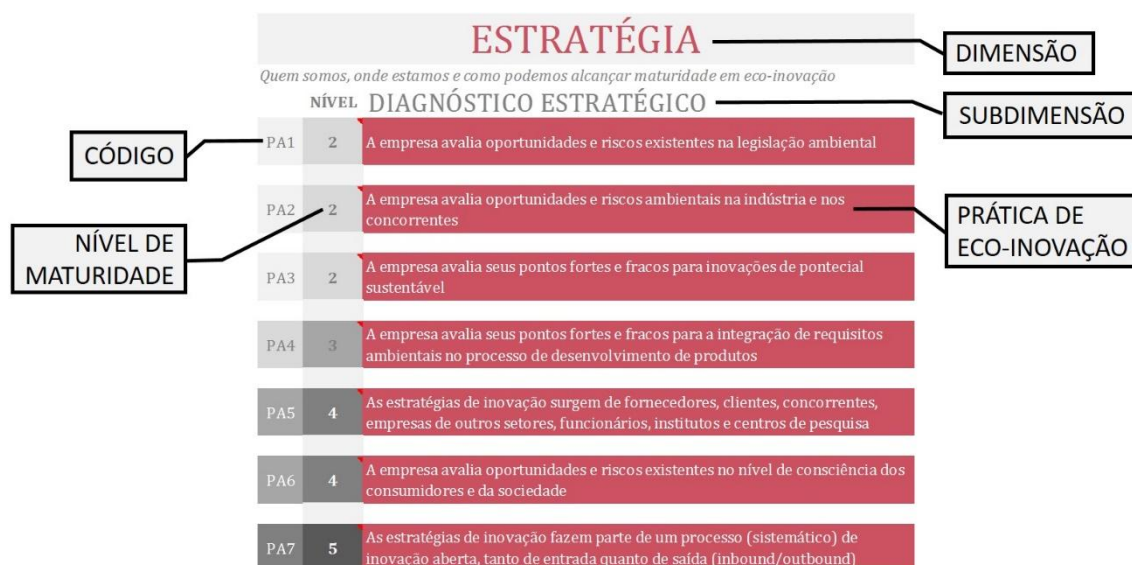 ESTRATÉGIA
DIMENSÃO
Quem somos, onde estamos e como podemos alcançar maturidade em eco-inovação
NÍVEL DIAGNÓSTICO ESTRATÉGICO
SUBDIMENSÃO
CÓDIGO
PA1 2 A empresa avalia oportunidades e riscos existentes na legislação ambiental
PA2 2 A empresa avalia oportunidades e riscos ambientais na indústria e nos
concorrentes
PRÁTICA DE
ECO-INOVAÇÃO
NÍVEL DE
MATURIDADE
PA3 2 A empresa avalia seus pontos fortes e fracos para inovações de pontecial
sustentável
PA4 3 A empresa avalia seus pontos fortes e fracos para a integração de requisitos
ambientais no processo de desenvolvimento de produtos
PA5 4 As estratégias de inovação surgem de fornecedores, clientes, concorrentes,
empresas de outros setores, funcionários, institutos e centros de pesquisa
PA6 4 A empresa avalia oportunidades e riscos existentes no nível de consciência dos
consumidores e da sociedade
PA7 5 As estratégias de inovação fazem parte de um processo (sistemático) de
inovação aberta, tanto de entrada quanto de saída (inbound/outbound)